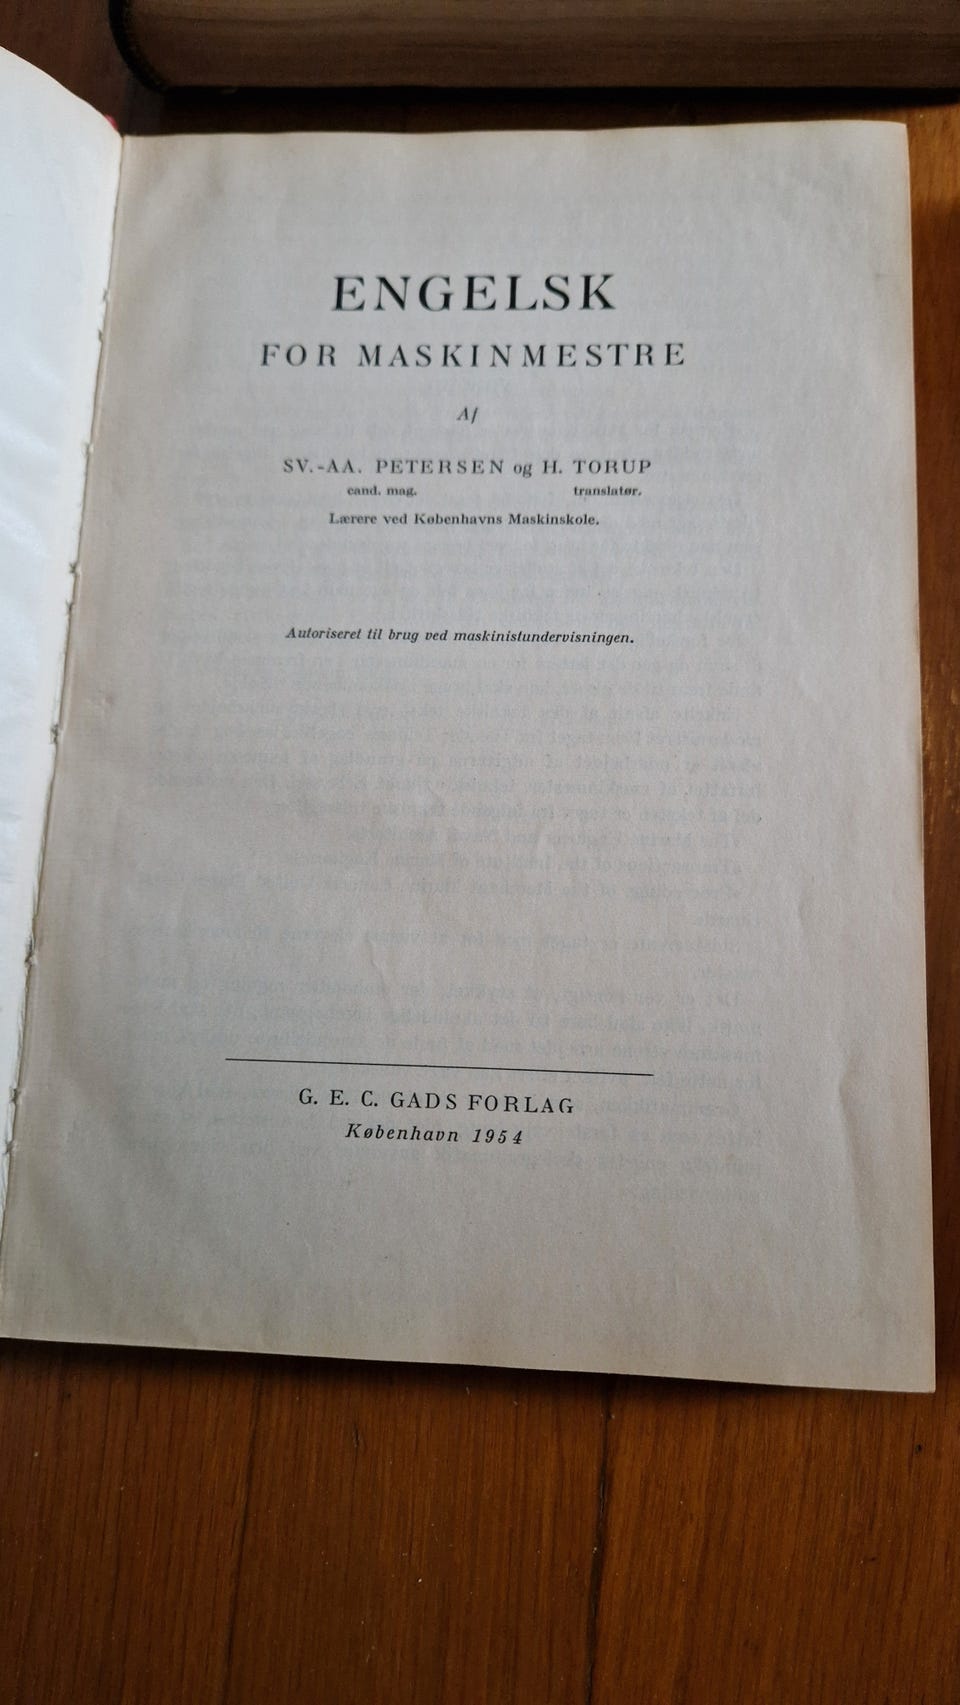 ENGELSK
FOR MASKINMESTRE
Af
SV.-AA. PETERSEN og H. TORUP
cand. mag. translatør.
Lærere ved Københavns Maskinskole.
Autoriseret til brug ved maskinistundervisningen.
G. E. C. GADS FORLAG
København 1954